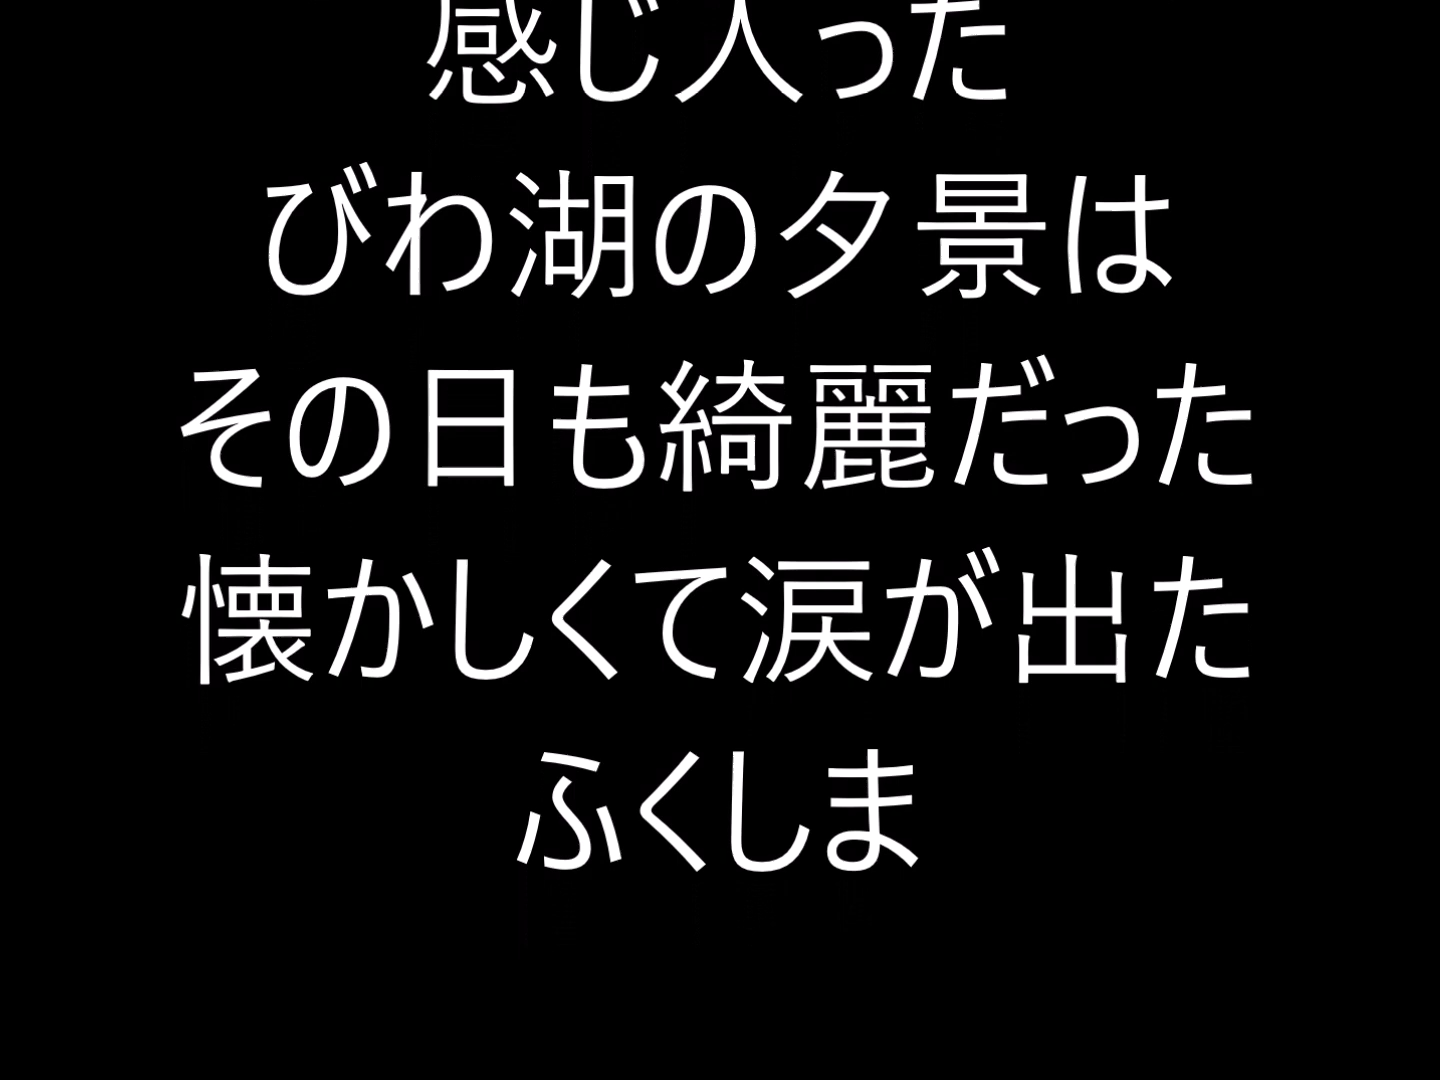 感じ入った
びわ湖の夕景は
その日も綺麗だった
懐かしくて涙が出た
ふくしま